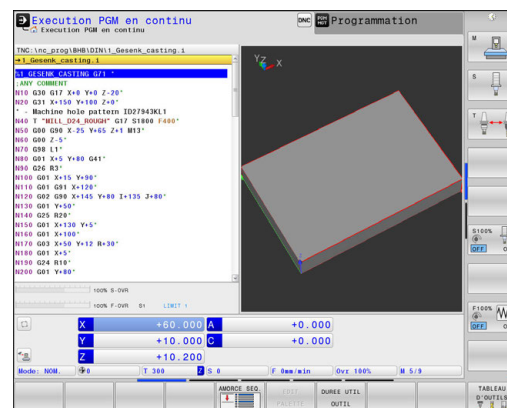 Execution PGM en continu
DNC
Programmation
Execution PGM en continu
TNC:\nc_prog\BHB\DIN\1_Gesenk_casting.i
→1_Gesenk_casting.i
%1_GESENK_CASTING G71 *
;ANY COMMENT
N10 G30 G17 X+0 Y+0 Z-20*
N20 G31 X+150 Y+100 Z+0*
* - Machine hole pattern ID27943KL1
N40 T "MILL_D24_ROUGH" G17 S1800 F400*
N50 G00 G90 X-25 Y+65 Z+1 M13*
N60 G00 Z-5*
N70 G98 L1*
N80 G01 X+5 Y+80 G41*
N90 G26 R3*
N100 G01 X+15 Y+90*
N110 G01 G91 X+120*
N120 G02 G90 X+145 Y+80 I+135 J+80*
N130 G01 Y+50*
N140 G25 R20*
N150 G01 X+130 Y+5*
N160 G01 X+100*
N170 G03 X+50 Y+12 R+30*
N180 G01 X+5*
N190 G24 R10*
N200 G01 Y+80*
YZ X
Z
100% S-OVR
100% F-OVR S1 LIMIT 1
X +60.000 A +0.000
Y +10.000 C +0.000
Z +10.200
Mode: NOM. 0 T 300 Z S 0 F 0mm/min Ovr 100% M 5/9
AMORCE SEQ.
EDIT
PALETTE
DUREE UTIL
OUTIL
TABLEAU
D'OUTILS
M
S
T
S100%
OFF
F100%
OFF